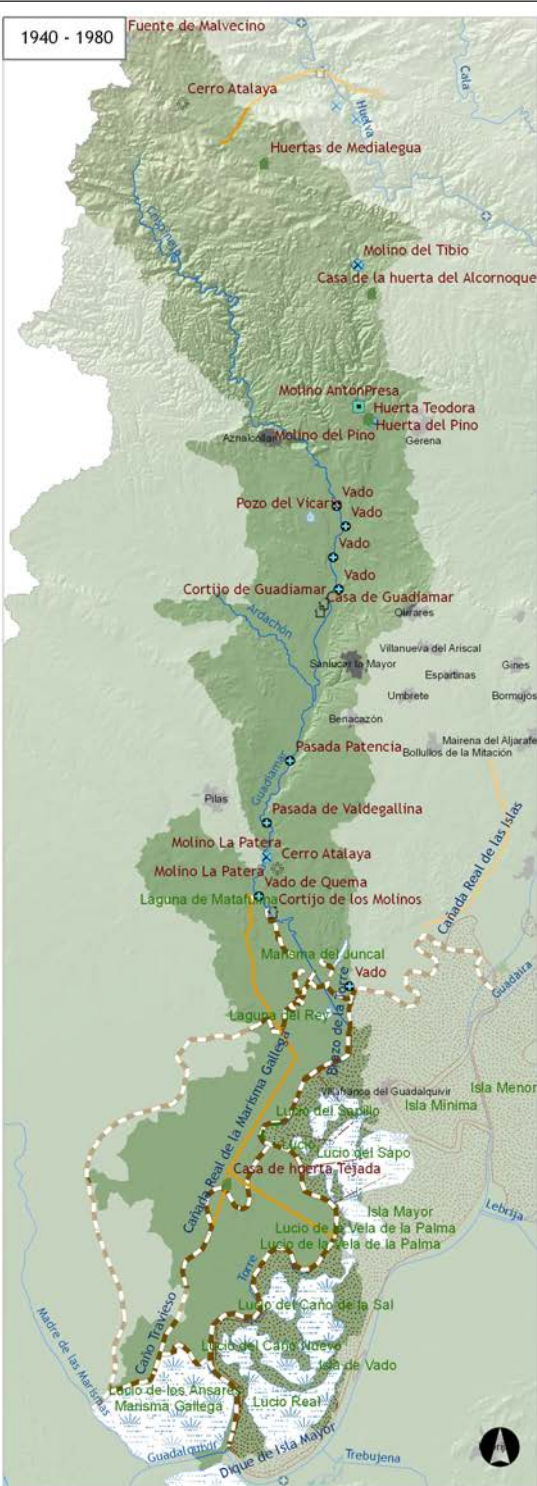 1940 - 1980
Fuente de Malvecino
Cala
Cerro Atalaya
Huelva
Huertas de Medialegua
Crispinejo
Molino del Tibio
Casa de la huerta del Alcornoque
Molino AntónPresa
Huerta Teodora
Huerta del Pino
Aznalcóllar
Molino del Pino
Gerena
Vado
Pozo del Vicario
Vado
Vado
Vado
Cortijo de Guadiamar
Casa de Guadiamar
Ardachón
Olivares
Villanueva del Ariscal
Sanlúcar la Mayor
Gines
Espartinas
Umbrete
Bormujos
Benacazón
Mairena del Aljarafe
Pasada Patencia
Bollullos de la Mitación
Guadiamar
Pilas
Pasada de Valdegallina
Molino La Patera
Cerro Atalaya
Molino La Patera
Vado de Quema
Laguna de Matafuma
Cortijo de los Molinos
Cañada Real de las Islas
Marisma del Juncal
Vado
Guadaira
Brazo de la Torre
Laguna del Rey
Villafranca del Guadalquivir
Isla Menor
Isla Mínima
Lucio del Sapillo
Lucio
Lucio del Sapo
Cañada Real de la Marisma Gallega
Casa de huerta Tejada
Isla Mayor
Lebrija
Lucio de la Vela de la Palma
Lucio de la Vela de la Palma
Torre
Lucio del Caño de la Sal
Madre de las Marismas
Caño Travieso
Lucio del Caño Nuevo
Isla de Vado
Lucio de los Ansares
Lucio Real
Marisma Gallega
Guadalquivir
Dique de Isla Mayor
Trebujena